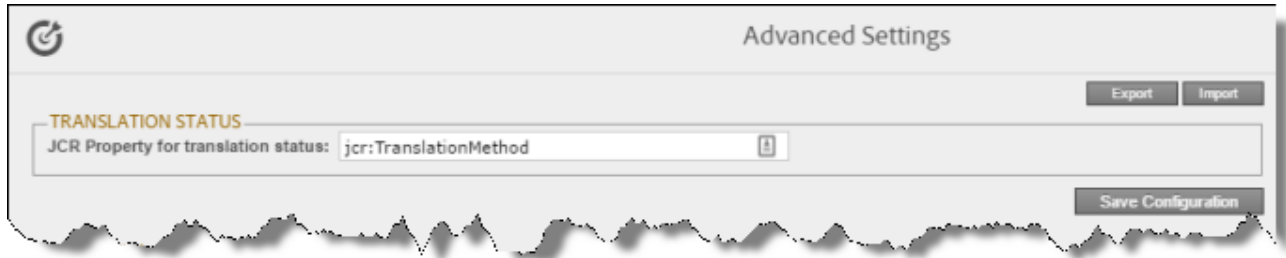 Advanced Settings
Export Import
TRANSLATION STATUS
JCR Property for translation status: jcr:TranslationMethod
Save Configuration